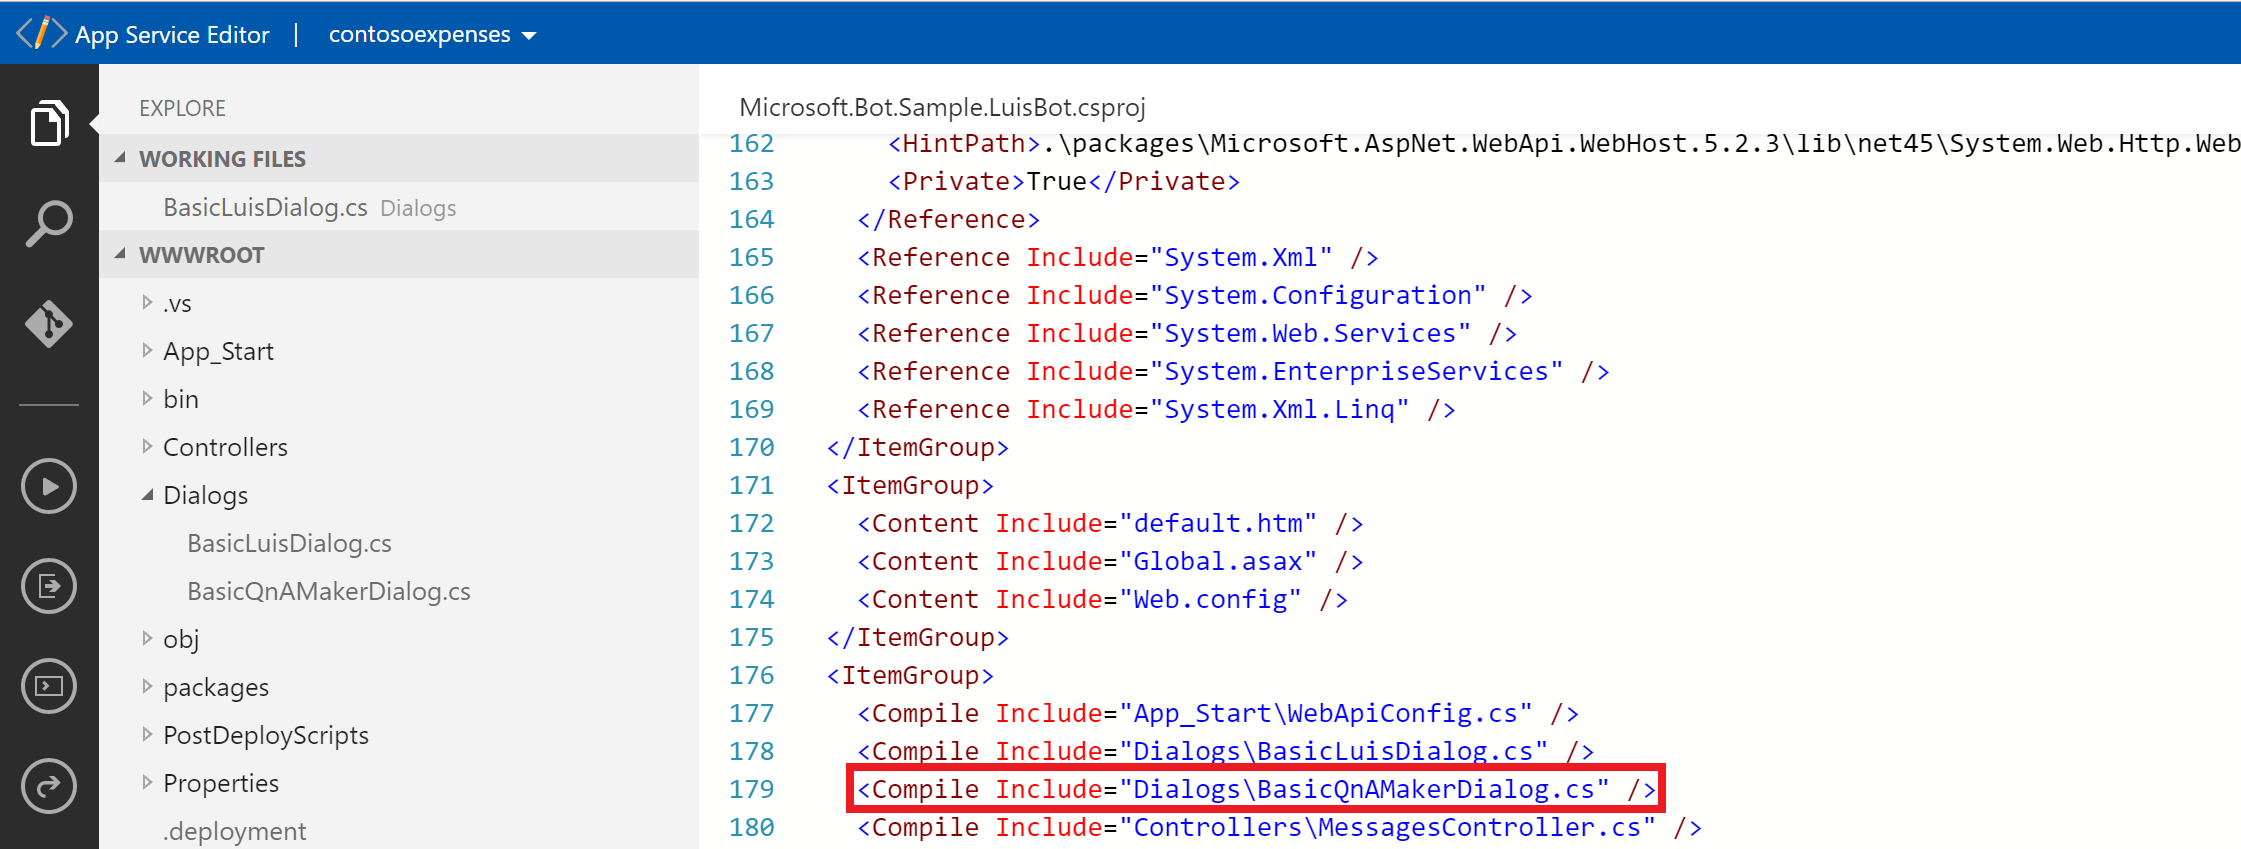 App Service Editor | contosoexpenses
EXPLORE
WORKING FILES
BasicLuisDialog.cs Dialogs
WWWROOT
.vs
App_Start
bin
Controllers
Dialogs
BasicLuisDialog.cs
BasicQnAMakerDialog.cs
obj
packages
PostDeployScripts
Properties
.deployment
Microsoft.Bot.Sample.LuisBot.csproj
162 <HintPath>.\packages\Microsoft.AspNet.WebApi.WebHost.5.2.3\lib\net45\System.Web.Http.Web
163 <Private>True</Private>
164 </Reference>
165 <Reference Include="System.Xml" />
166 <Reference Include="System.Configuration" />
167 <Reference Include="System.Web.Services" />
168 <Reference Include="System.EnterpriseServices" />
169 <Reference Include="System.Xml.Linq" />
170 </ItemGroup>
171 <ItemGroup>
172 <Content Include="default.htm" />
173 <Content Include="Global.asax" />
174 <Content Include="Web.config" />
175 </ItemGroup>
176 <ItemGroup>
177 <Compile Include="App_Start\WebApiConfig.cs" />
178 <Compile Include="Dialogs\BasicLuisDialog.cs" />
179 <Compile Include="Dialogs\BasicQnAMakerDialog.cs" />
180 <Compile Include="Controllers\MessagesController.cs" />